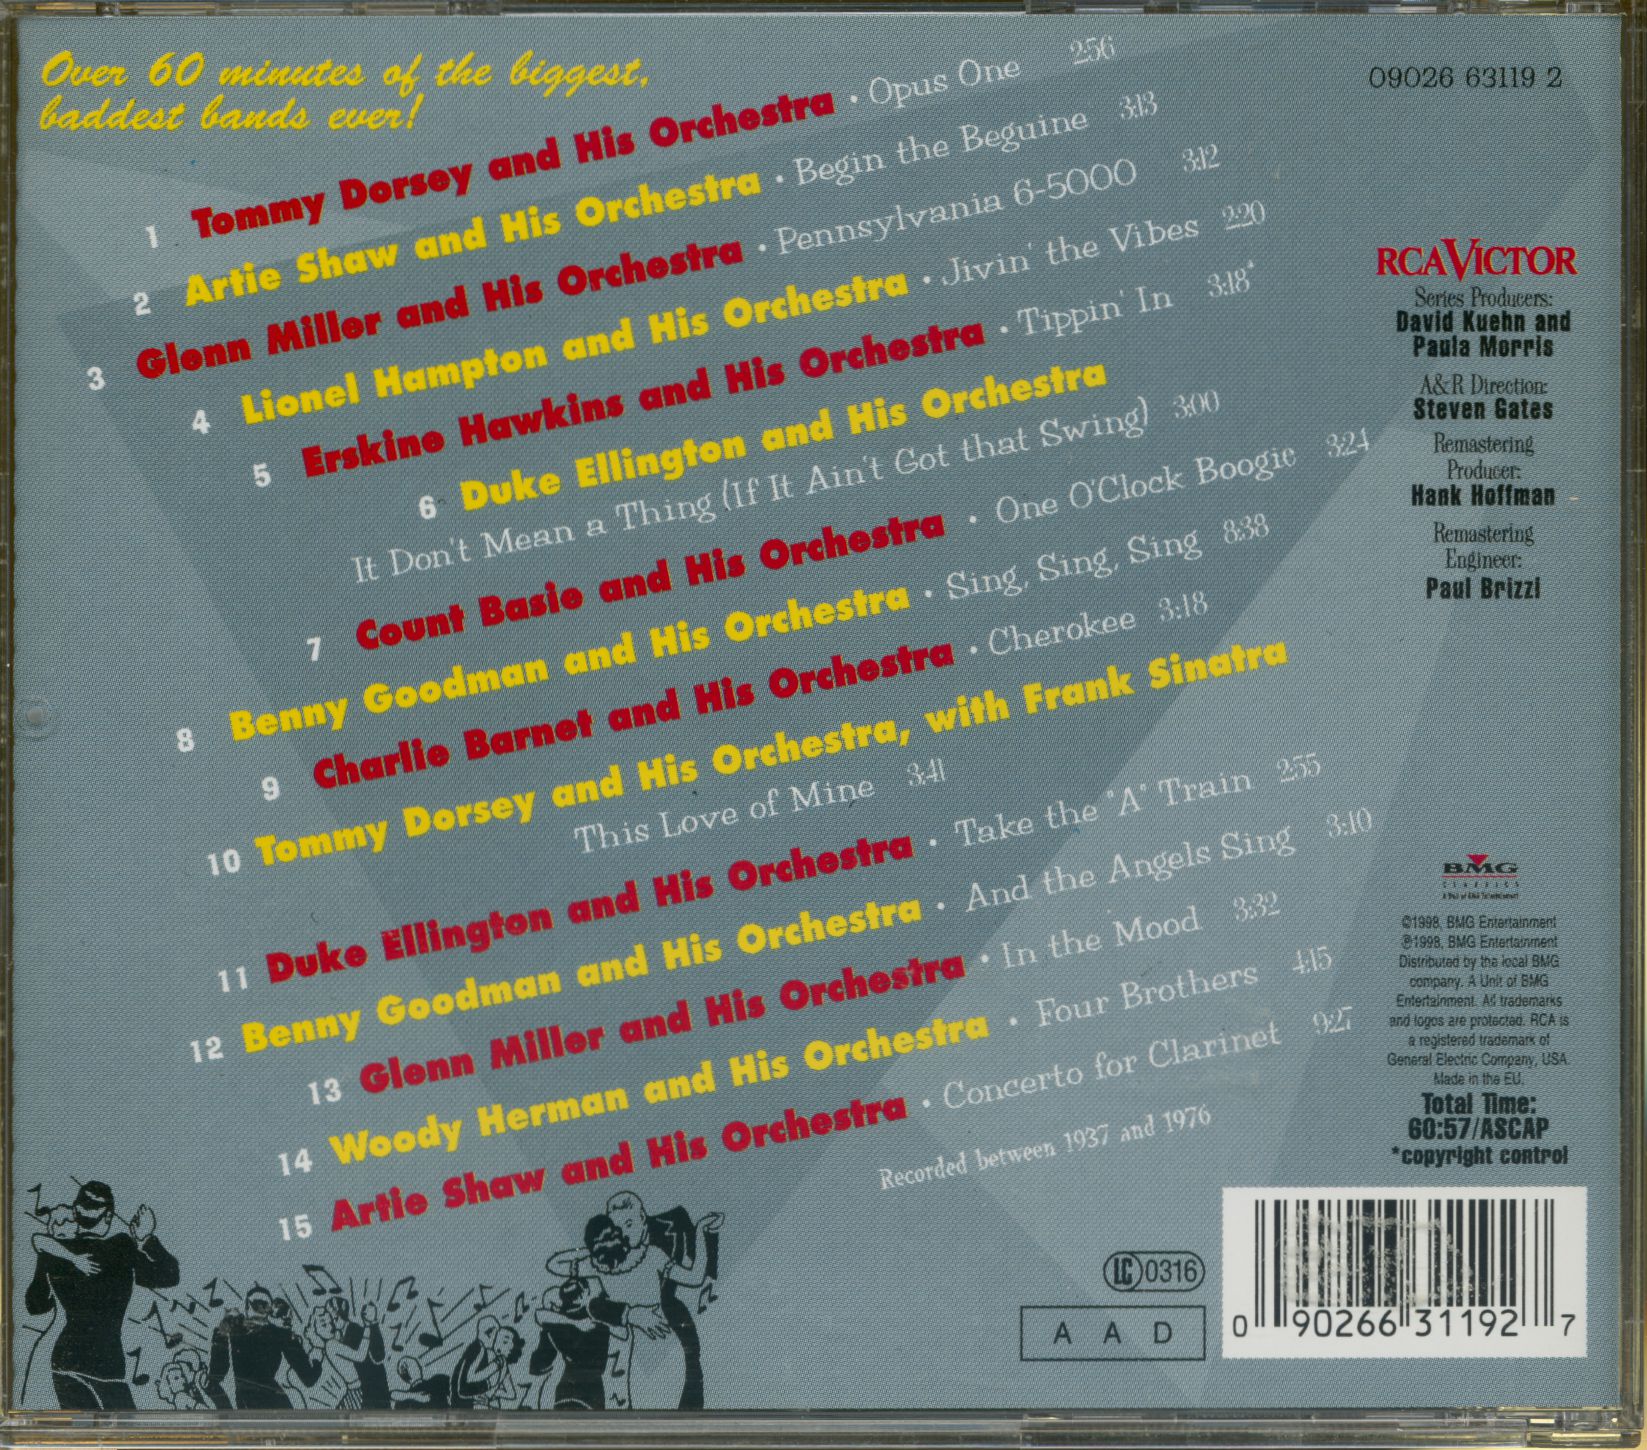 Over 60 minutes of the biggest,
baddest bands ever!
09026 63119 2
1 Tommy Dorsey and His Orchestra • Opus One 2:56
2 Artie Shaw and His Orchestra • Begin the Beguine 3:13
3 Glenn Miller and His Orchestra • Pennsylvania 6-5000 3:12
4 Lionel Hampton and His Orchestra • Jivin' the Vibes 2:20
5 Erskine Hawkins and His Orchestra • Tippin' In 3:18*
6 Duke Ellington and His Orchestra
It Don't Mean a Thing (If It Ain't Got that Swing) 3:00
7 Count Basie and His Orchestra • One O'Clock Boogie 3:24
8 Benny Goodman and His Orchestra • Sing, Sing, Sing 8:38
9 Charlie Barnet and His Orchestra • Cherokee 3:18
10 Tommy Dorsey and His Orchestra, with Frank Sinatra
This Love of Mine 3:41
11 Duke Ellington and His Orchestra • Take the "A" Train 2:55
12 Benny Goodman and His Orchestra • And the Angels Sing 3:10
13 Glenn Miller and His Orchestra • In the Mood 3:32
14 Woody Herman and His Orchestra • Four Brothers 4:15
15 Artie Shaw and His Orchestra • Concerto for Clarinet 9:27
Recorded between 1937 and 1976
RCA VICTOR
Series Producers:
David Kuehn and
Paula Morris
A&R Direction:
Steven Gates
Remastering
Producer:
Hank Hoffman
Remastering
Engineer:
Paul Brizzi
BMG
CLASSICS
©1998, BMG Entertainment
℗1998, BMG Entertainment
Distributed by the local BMG
company. A Unit of BMG
Entertainment. All trademarks
and logos are protected. RCA is
a registered trademark of
General Electric Company, USA.
Made in the EU.
Total Time:
60:57/ASCAP
*copyright control
LC 0316
A A D
0 90266 31192 7